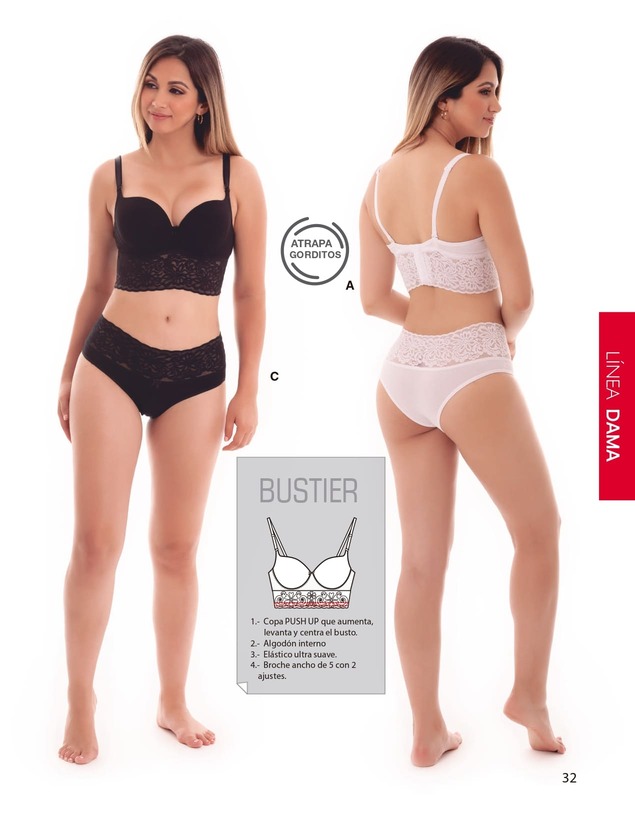 ATRAPA
GORDITOS
A
C
LÍNEA DAMA
BUSTIER
1.- Copa PUSH UP que aumenta,
levanta y centra el busto.
2.- Algodón interno
3.- Elástico ultra suave.
4.- Broche ancho de 5 con 2
ajustes.
32